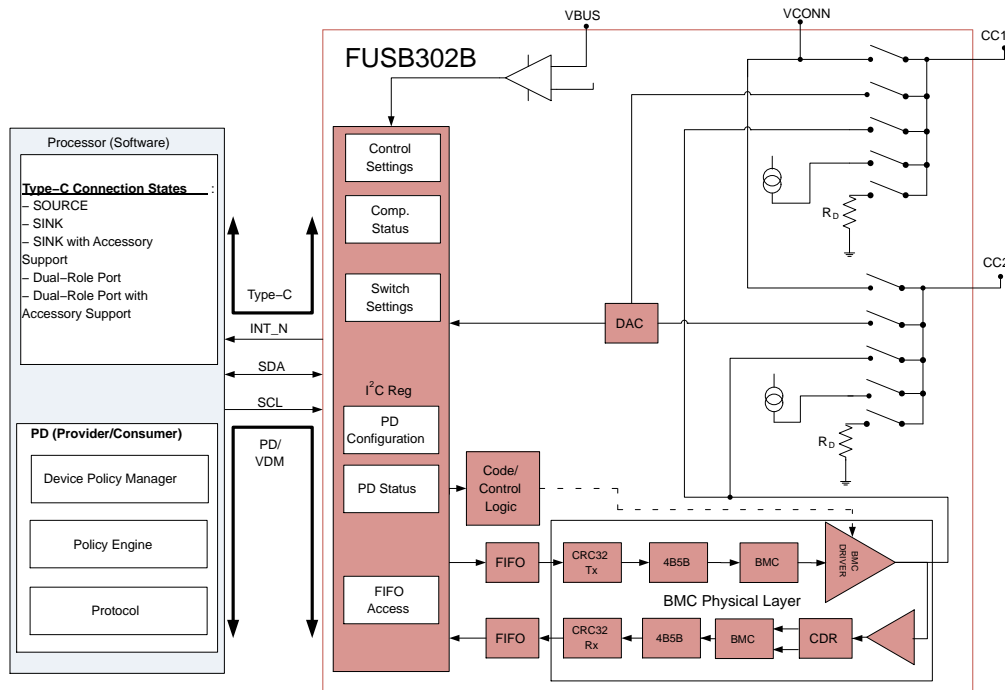 VBUS
VCONN
CC1
FUSB302B
Processor (Software)
Type–C Connection States :
– SOURCE
– SINK
– SINK with Accessory
Support
– Dual–Role Port
– Dual–Role Port with
Accessory Support
Type–C
INT_N
SDA
SCL
PD/
VDM
PD (Provider/Consumer)
Device Policy Manager
Policy Engine
Protocol
Control
Settings
Comp.
Status
Switch
Settings
I2C Reg
PD
Configuration
PD Status
FIFO
Access
Code/
Control
Logic
DAC
RD
CC2
RD
FIFO
CRC32
Tx
4B5B
BMC
BMC
DRIVER
BMC Physical Layer
FIFO
CRC32
Rx
4B5B
BMC
CDR